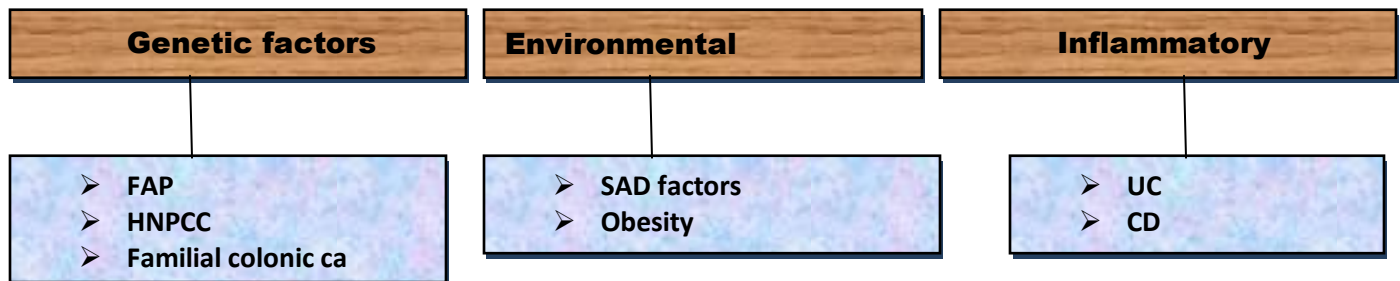 Genetic factors
FAP
HNPCC
Familial colonic ca
Environmental
SAD factors
Obesity
Inflammatory
UC
CD